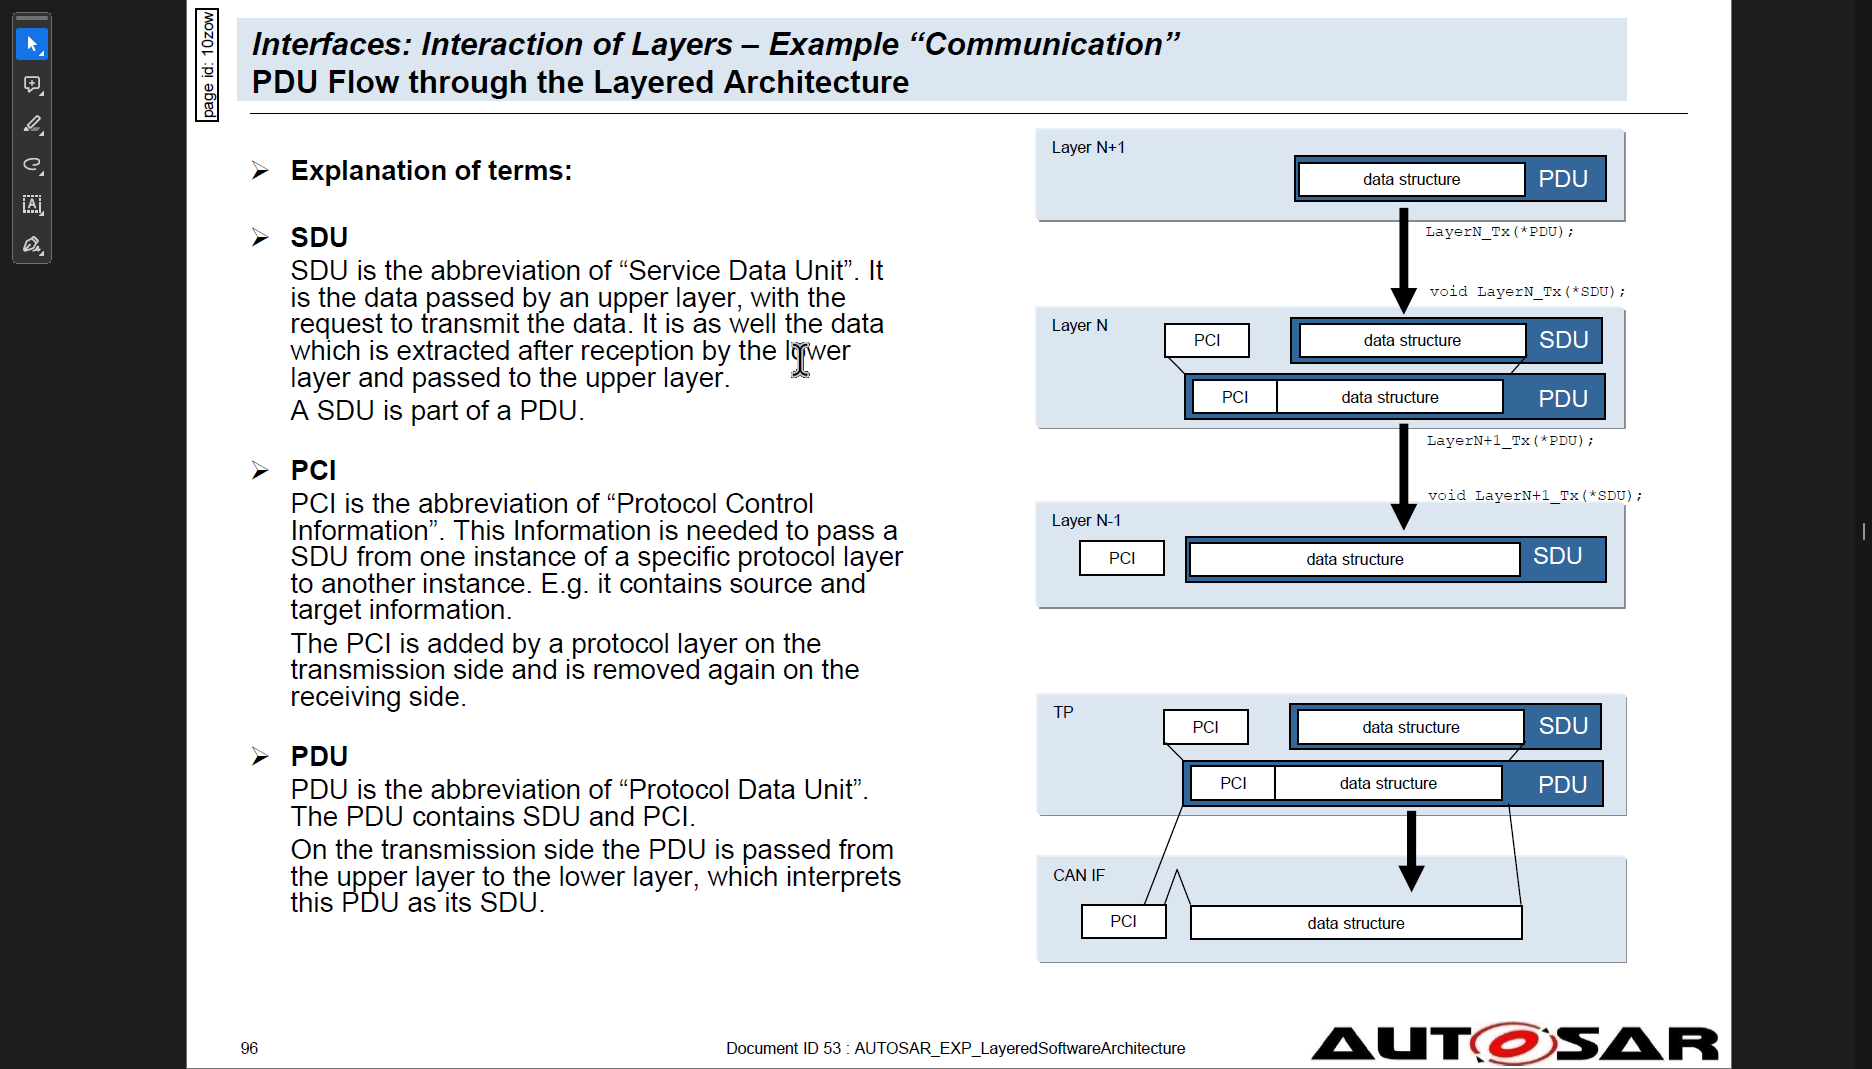 page id: 10zow
Interfaces: Interaction of Layers – Example “Communication”
PDU Flow through the Layered Architecture
Explanation of terms:
SDU
SDU is the abbreviation of “Service Data Unit”. It
is the data passed by an upper layer, with the
request to transmit the data. It is as well the data
which is extracted after reception by the lower
layer and passed to the upper layer.
A SDU is part of a PDU.
PCI
PCI is the abbreviation of “Protocol Control
Information”. This Information is needed to pass a
SDU from one instance of a specific protocol layer
to another instance. E.g. it contains source and
target information.
The PCI is added by a protocol layer on the
transmission side and is removed again on the
receiving side.
PDU
PDU is the abbreviation of “Protocol Data Unit”.
The PDU contains SDU and PCI.
On the transmission side the PDU is passed from
the upper layer to the lower layer, which interprets
this PDU as its SDU.
Layer N+1
data structure PDU
LayerN_Tx(*PDU);
void LayerN_Tx(*SDU);
Layer N
PCI data structure SDU
PCI data structure PDU
LayerN+1_Tx(*PDU);
void LayerN+1_Tx(*SDU);
Layer N-1
PCI data structure SDU
TP
PCI data structure SDU
PCI data structure PDU
CAN IF
PCI data structure
96
Document ID 53 : AUTOSAR_EXP_LayeredSoftwareArchitecture
AUTOSAR